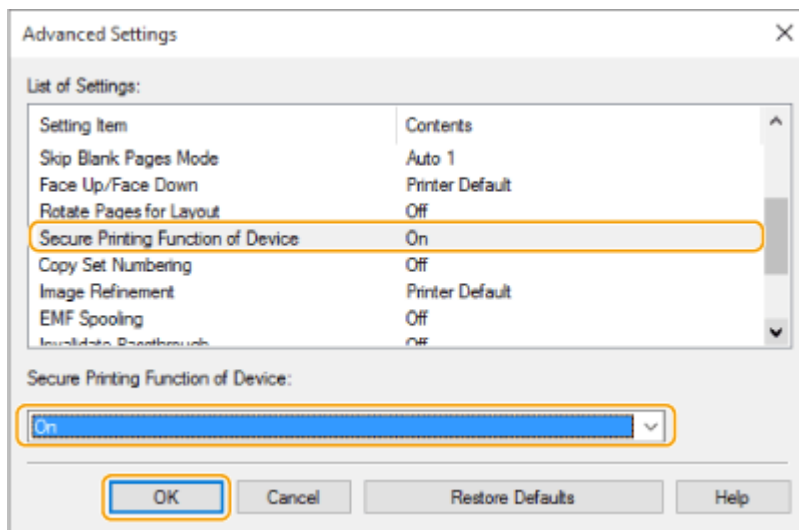 Advanced Settings
List of Settings:
Setting Item Contents
Skip Blank Pages Mode Auto 1
Face Up/Face Down Printer Default
Rotate Pages for Layout Off
Secure Printing Function of Device On
Copy Set Numbering Off
Image Refinement Printer Default
EMF Spooling Off
Invalidate Passthrough Off
Secure Printing Function of Device:
On
OK Cancel Restore Defaults Help